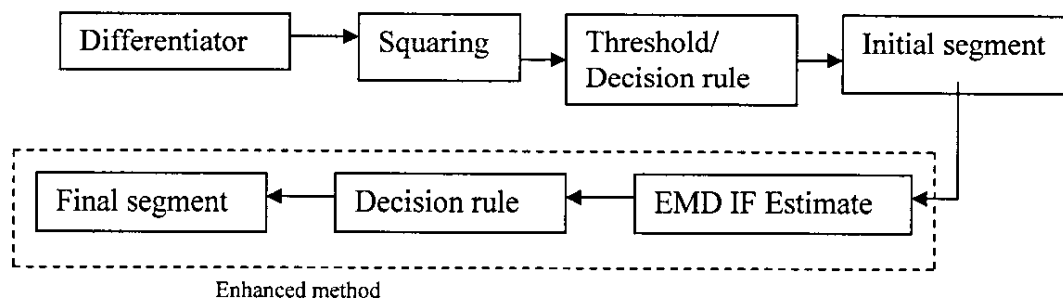 Differentiator
Squaring
Threshold/
Decision rule
Initial segment
Final segment
Decision rule
EMD IF Estimate
Enhanced method